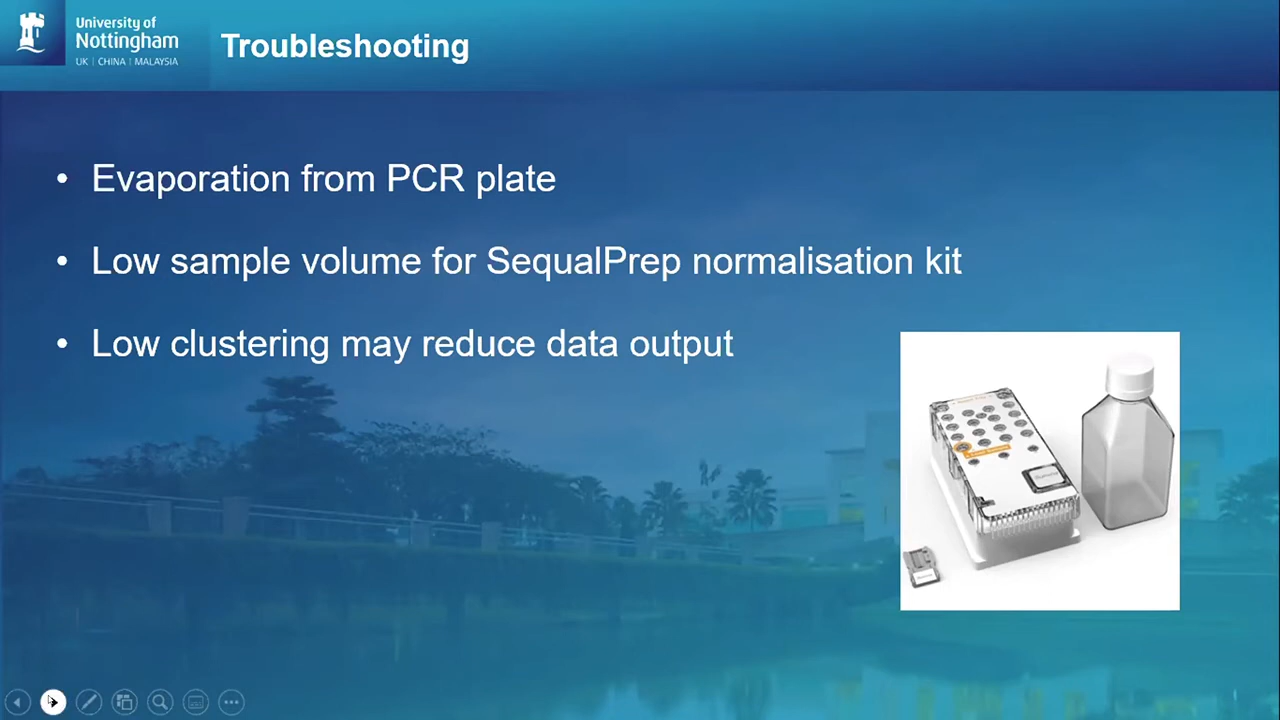 University of
Nottingham
UK | CHINA | MALAYSIA
Troubleshooting
• Evaporation from PCR plate
• Low sample volume for SequalPrep normalisation kit
• Low clustering may reduce data output